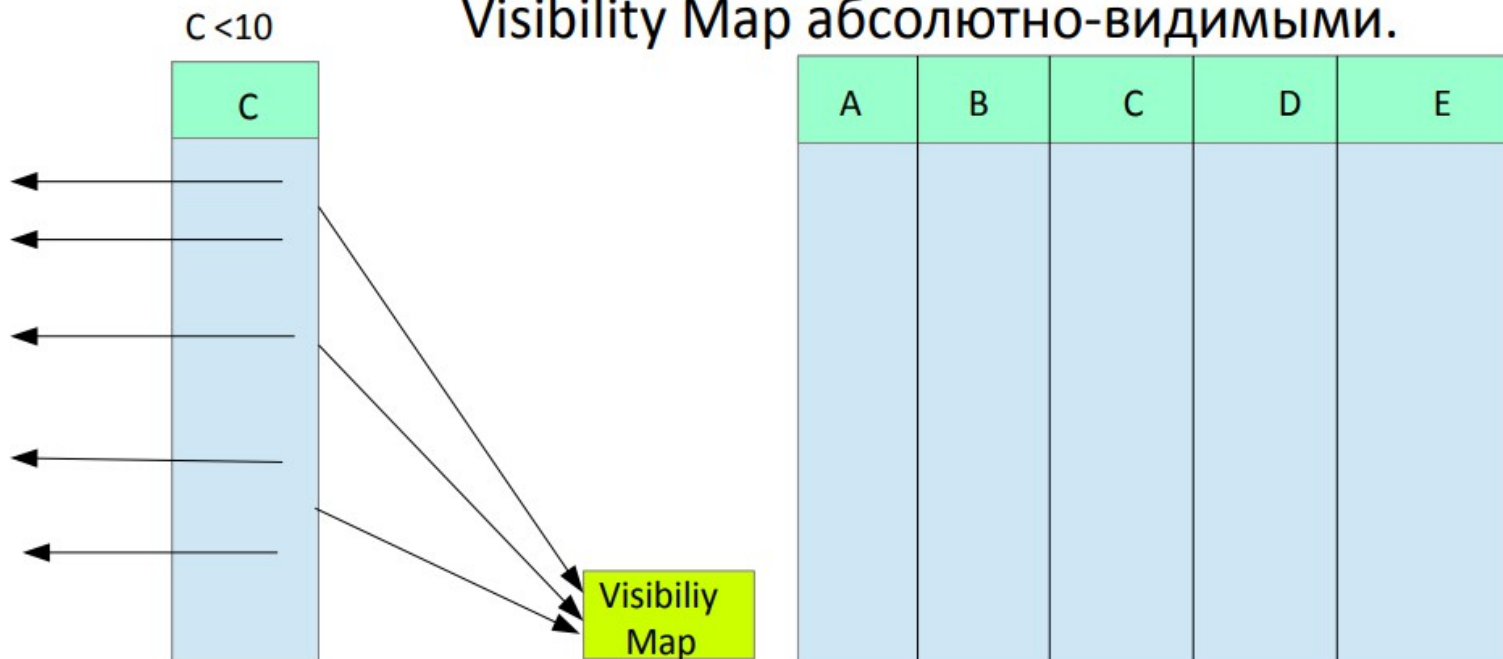 Visibility Map абсолютно-видимыми.
C <10
C
A B C D E
Visibiliy
Map